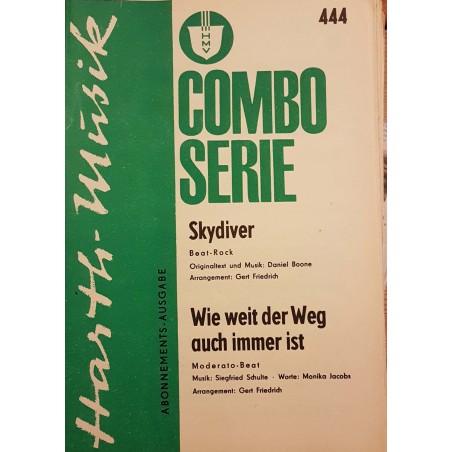 444
HMV
Harth-Musik
COMBO
SERIE
ABONNEMENTS-AUSGABE
Skydiver
Beat-Rock
Originaltext und Musik: Daniel Boone
Arrangement: Gert Friedrich
Wie weit der Weg
auch immer ist
Moderato-Beat
Musik: Siegfried Schulte · Worte: Monika Jacobs
Arrangement: Gert Friedrich